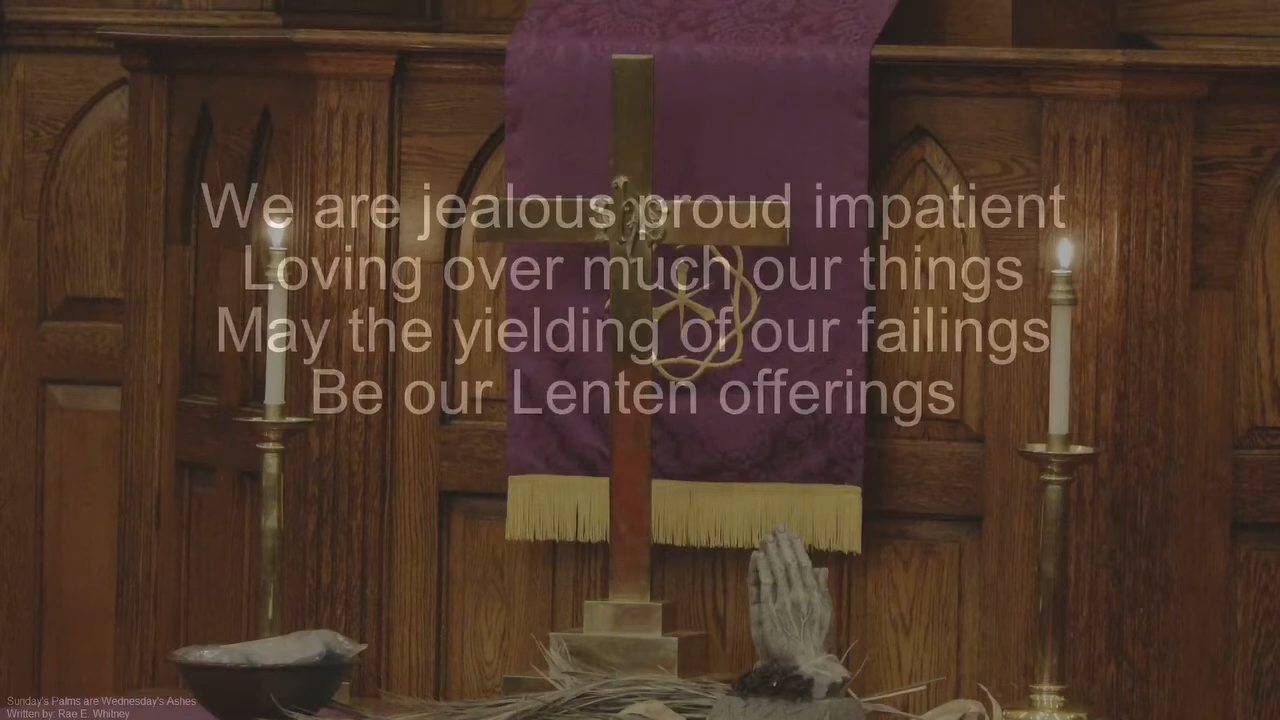 We are jealous proud impatient
Loving over much our things
May the yielding of our failings
Be our Lenten offerings
Sunday's Palms are Wednesday's Ashes
Written by: Rae E. Whitney